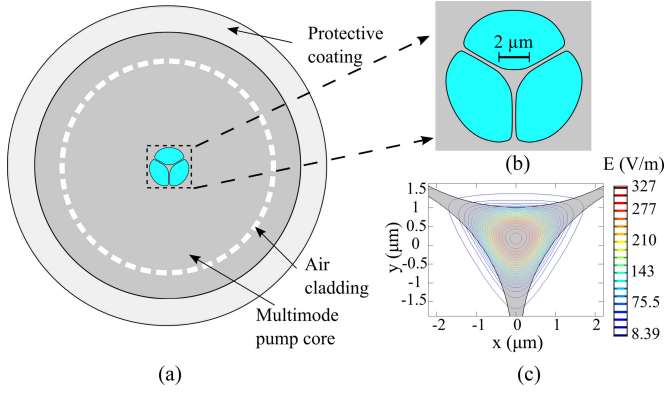 Protective
coating
Air
cladding
Multimode
pump core
(a)
2 µm
(b)
E (V/m)
327
277
210
143
75.5
8.39
y (µm)
1.5
1
0.5
0
-0.5
-1
-1.5
-2
-1
0
1
2
x (µm)
(c)